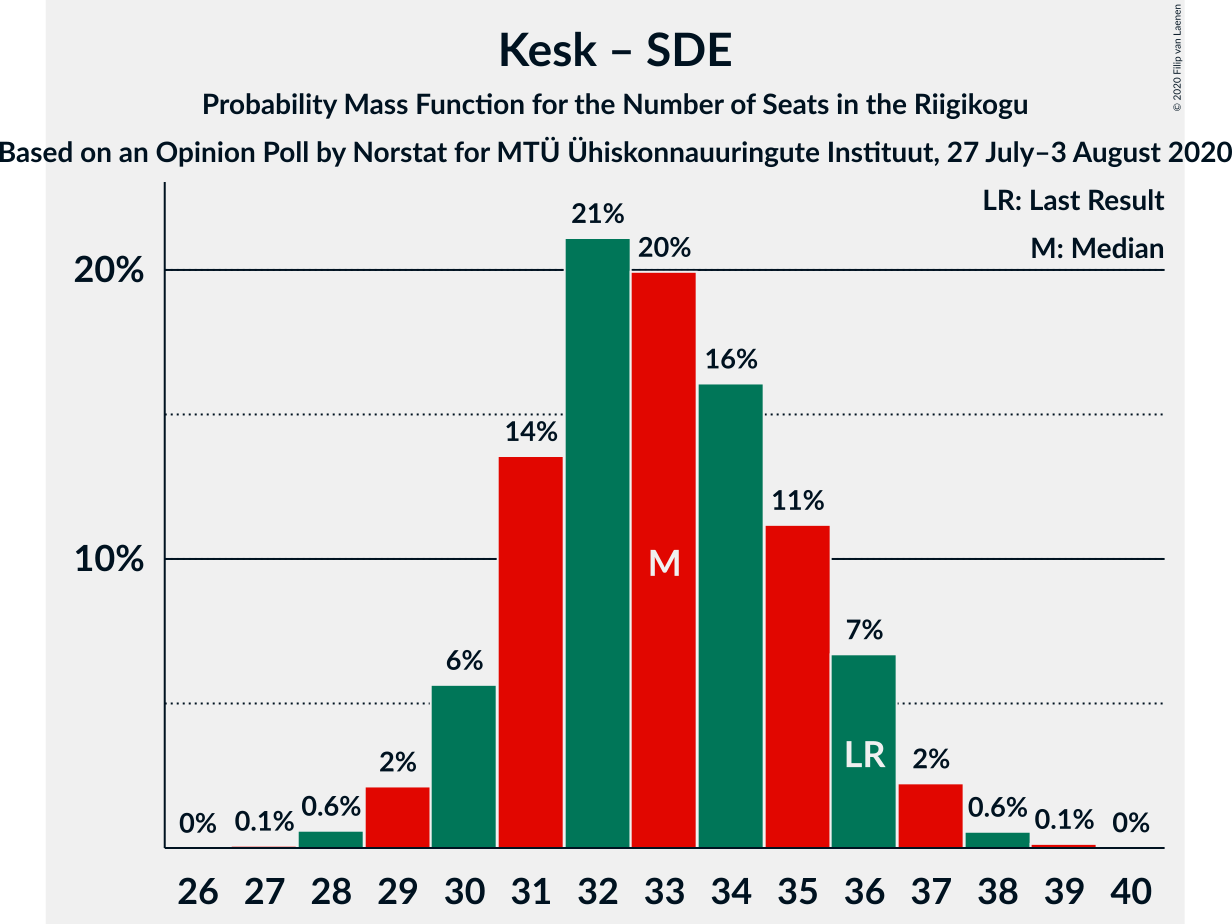 Kesk – SDE
Probability Mass Function for the Number of Seats in the Riigikogu
Based on an Opinion Poll by Norstat for MTÜ Ühiskonnauuringute Instituut, 27 July–3 August 2020
© 2020 Filip van Laenen
LR: Last Result
M: Median
20%
10%
0%
0.1%
0.6%
2%
6%
14%
21%
20%
16%
11%
7%
2%
0.6%
0.1%
0%
M
LR
26 27 28 29 30 31 32 33 34 35 36 37 38 39 40